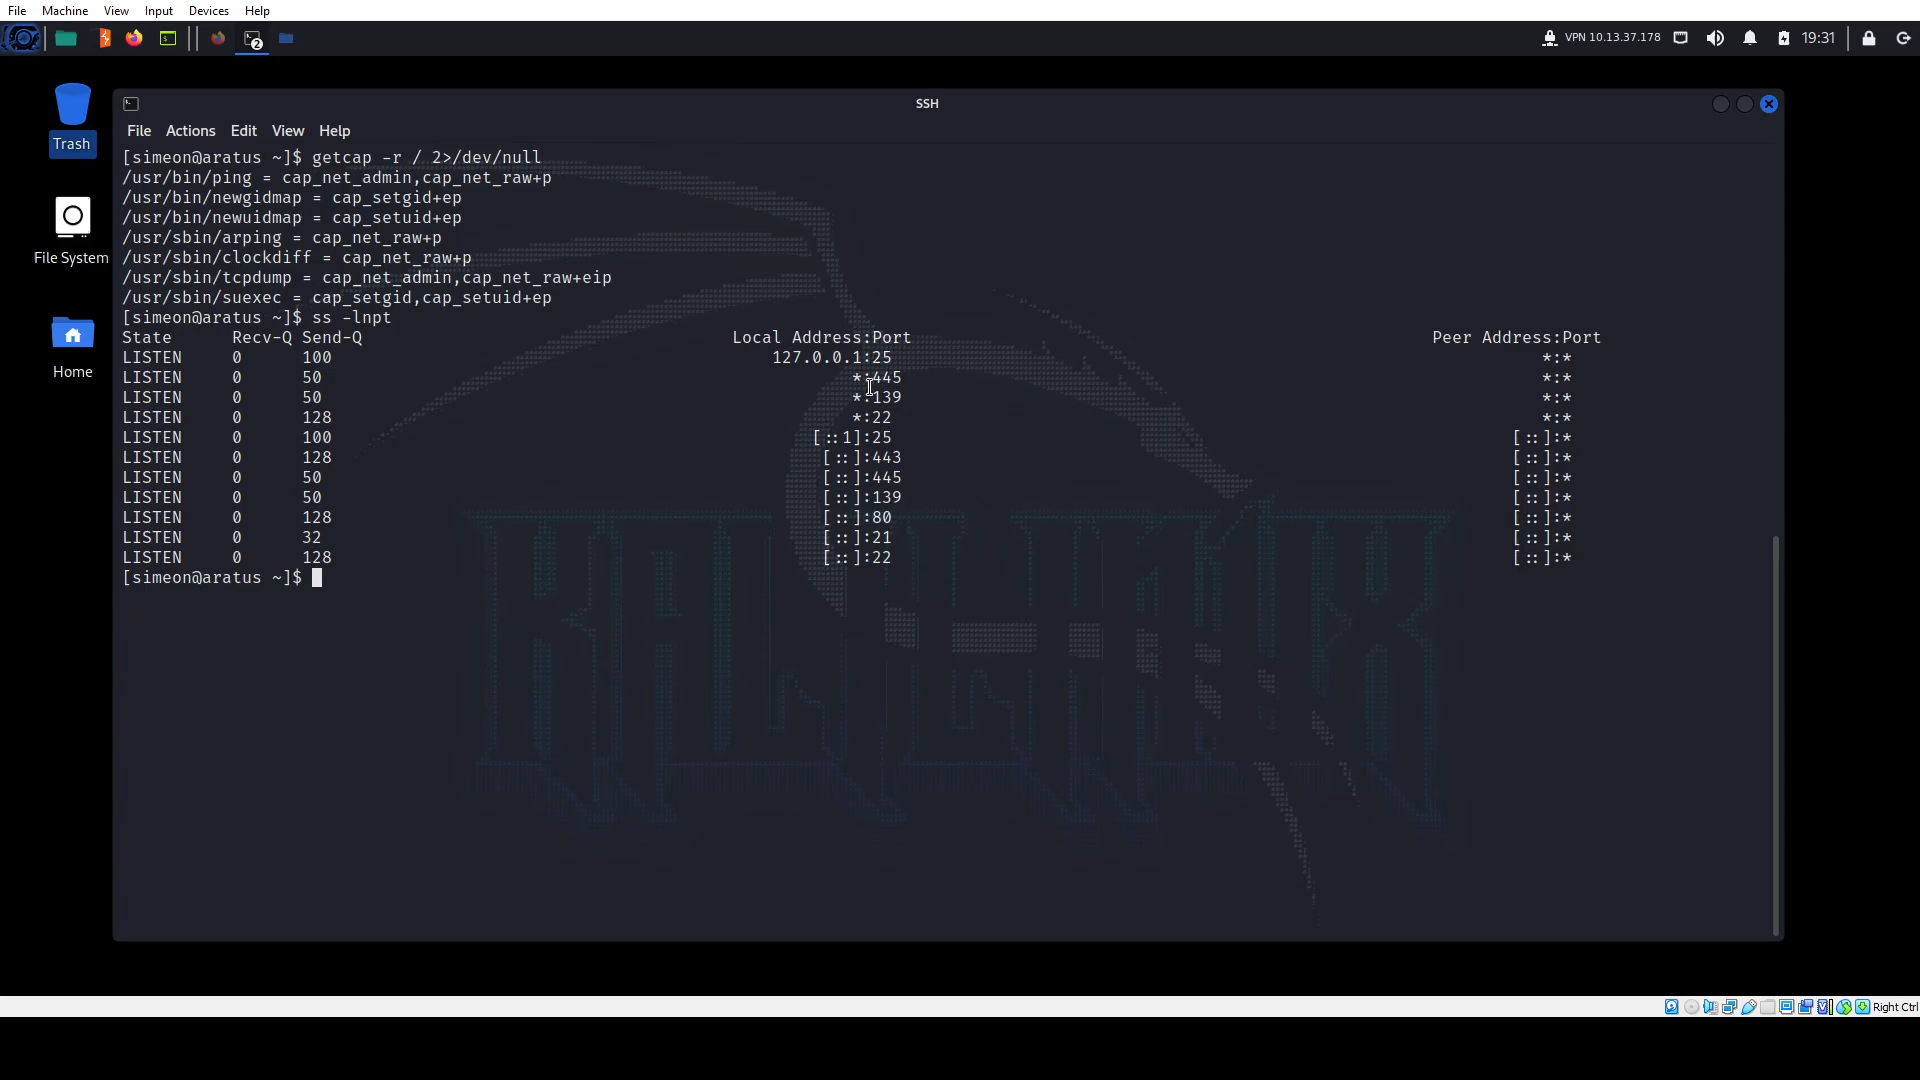 File Machine View Input Devices Help
VPN 10.13.37.178 19:31
2
Trash
File System
Home
SSH
File Actions Edit View Help
[simeon@aratus ~]$ getcap -r / 2>/dev/null
/usr/bin/ping = cap_net_admin,cap_net_raw+p
/usr/bin/newgidmap = cap_setgid+ep
/usr/bin/newuidmap = cap_setuid+ep
/usr/sbin/arping = cap_net_raw+p
/usr/sbin/clockdiff = cap_net_raw+p
/usr/sbin/tcpdump = cap_net_admin,cap_net_raw+eip
/usr/sbin/suexec = cap_setgid,cap_setuid+ep
[simeon@aratus ~]$ ss -lnpt
State Recv-Q Send-Q Local Address:Port Peer Address:Port
LISTEN 0 100 127.0.0.1:25 *:*
LISTEN 0 50 *:445 *:*
LISTEN 0 50 *:139 *:*
LISTEN 0 128 *:22 *:*
LISTEN 0 100 [::1]:25 [::]:*
LISTEN 0 128 [::]:443 [::]:*
LISTEN 0 50 [::]:445 [::]:*
LISTEN 0 50 [::]:139 [::]:*
LISTEN 0 128 [::]:80 [::]:*
LISTEN 0 32 [::]:21 [::]:*
LISTEN 0 128 [::]:22 [::]:*
[simeon@aratus ~]$
KALI LINUX
Right Ctrl